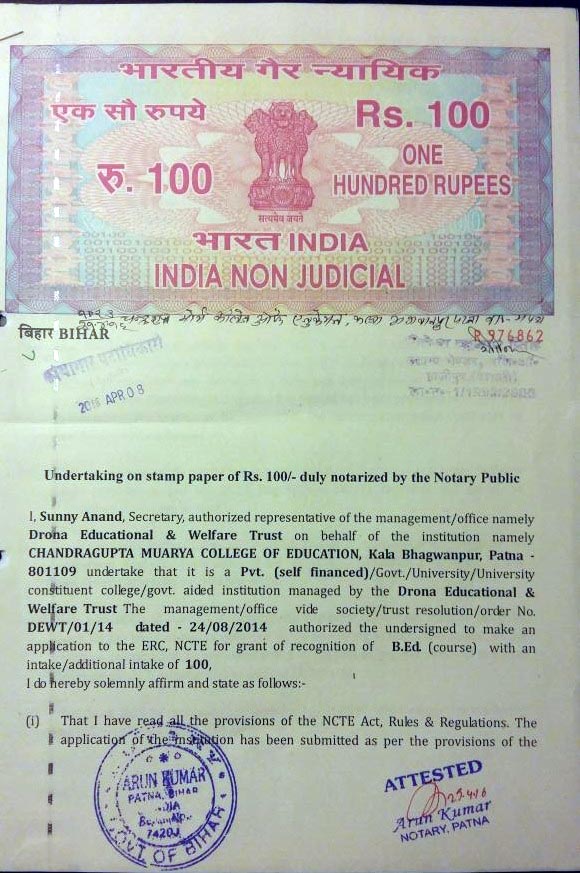 भारतीय गैर न्यायिक
एक सौ रुपये
Rs. 100
रु. 100
ONE
HUNDRED RUPEES
सत्यमेव जयते
भारत INDIA
INDIA NON JUDICIAL
बिहार BIHAR
R 976862
APR 08
Undertaking on stamp paper of Rs. 100/- duly notarized by the Notary Public
I, Sunny Anand, Secretary, authorized representative of the management/office namely
Drona Educational & Welfare Trust on behalf of the institution namely
CHANDRAGUPTA MUARYA COLLEGE OF EDUCATION, Kala Bhagwanpur, Patna -
801109 undertake that it is a Pvt. (self financed)/Govt./University/University
constituent college/govt. aided institution managed by the Drona Educational &
Welfare Trust The management/office vide society/trust resolution/order No.
DEWT/01/14 dated - 24/08/2014 authorized the undersigned to make an
application to the ERC, NCTE for grant of recognition of B.Ed. (course) with an
intake/additional intake of 100,
I do hereby solemnly affirm and state as follows:-
(i) That I have read all the provisions of the NCTE Act, Rules & Regulations. The
application of the institution has been submitted as per the provisions of the
ARUN KUMAR
PATNA, BIHAR
GOVT OF BIHAR
ATTESTED
Arun Kumar
NOTARY, PATNA